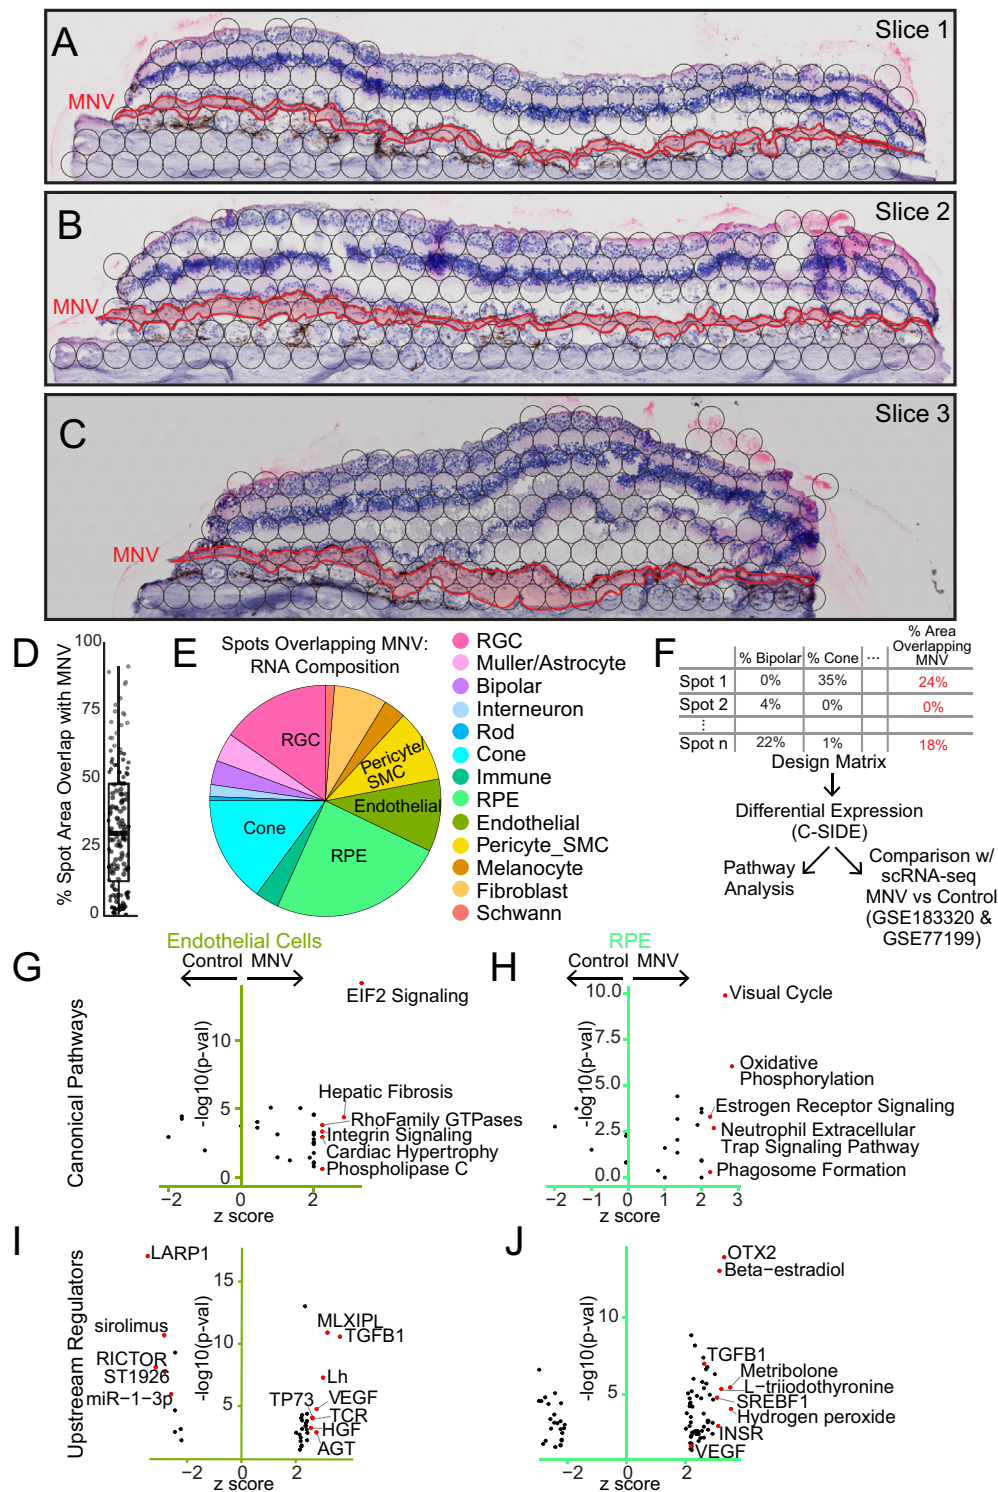 A
Slice 1
MNV
B
Slice 2
MNV
C
Slice 3
MNV
D
% Spot Area Overlap with MNV
100
75
50
25
0
E
Spots Overlapping MNV:
RNA Composition
RGC
Pericyte/
SMC
Endothelial
Cone
RPE
RGC
Muller/Astrocyte
Bipolar
Interneuron
Rod
Cone
Immune
RPE
Endothelial
Pericyte_SMC
Melanocyte
Fibroblast
Schwann
F
% Area
Overlapping
MNV
% Bipolar % Cone ...
Spot 1 0% 35% 24%
Spot 2 4% 0% 0%
⋮
Spot n 22% 1% 18%
Design Matrix
Differential Expression
(C-SIDE)
Pathway
Analysis
Comparison w/
scRNA-seq
MNV vs Control
(GSE183320 &
GSE77199)
G
Endothelial Cells
Control MNV
Canonical Pathways
-log10(p-val)
10
5
0
EIF2 Signaling
Hepatic Fibrosis
RhoFamily GTPases
Integrin Signaling
Cardiac Hypertrophy
Phospholipase C
−2 0 2
z score
H
RPE
Control MNV
-log10(p-val)
10.0
7.5
5.0
2.5
0.0
Visual Cycle
Oxidative
Phosphorylation
Estrogen Receptor Signaling
Neutrophil Extracellular
Trap Signaling Pathway
Phagosome Formation
−2 −1 0 1 2 3
z score
I
Upstreeam Regulators
-log10(p-val)
15
10
5
LARP1
sirolimus
RICTOR
ST1926
miR−1−3p
MLXIPL
TGFB1
Lh
TP73
VEGF
TCR
HGF
AGT
−2 0 2
z score
J
-log10(p-val)
10
5
OTX2
Beta−estradiol
TGFB1
Metribolone
L−triiodothyronine
SREBF1
Hydrogen peroxide
INSR
VEGF
−2 0 2
z score